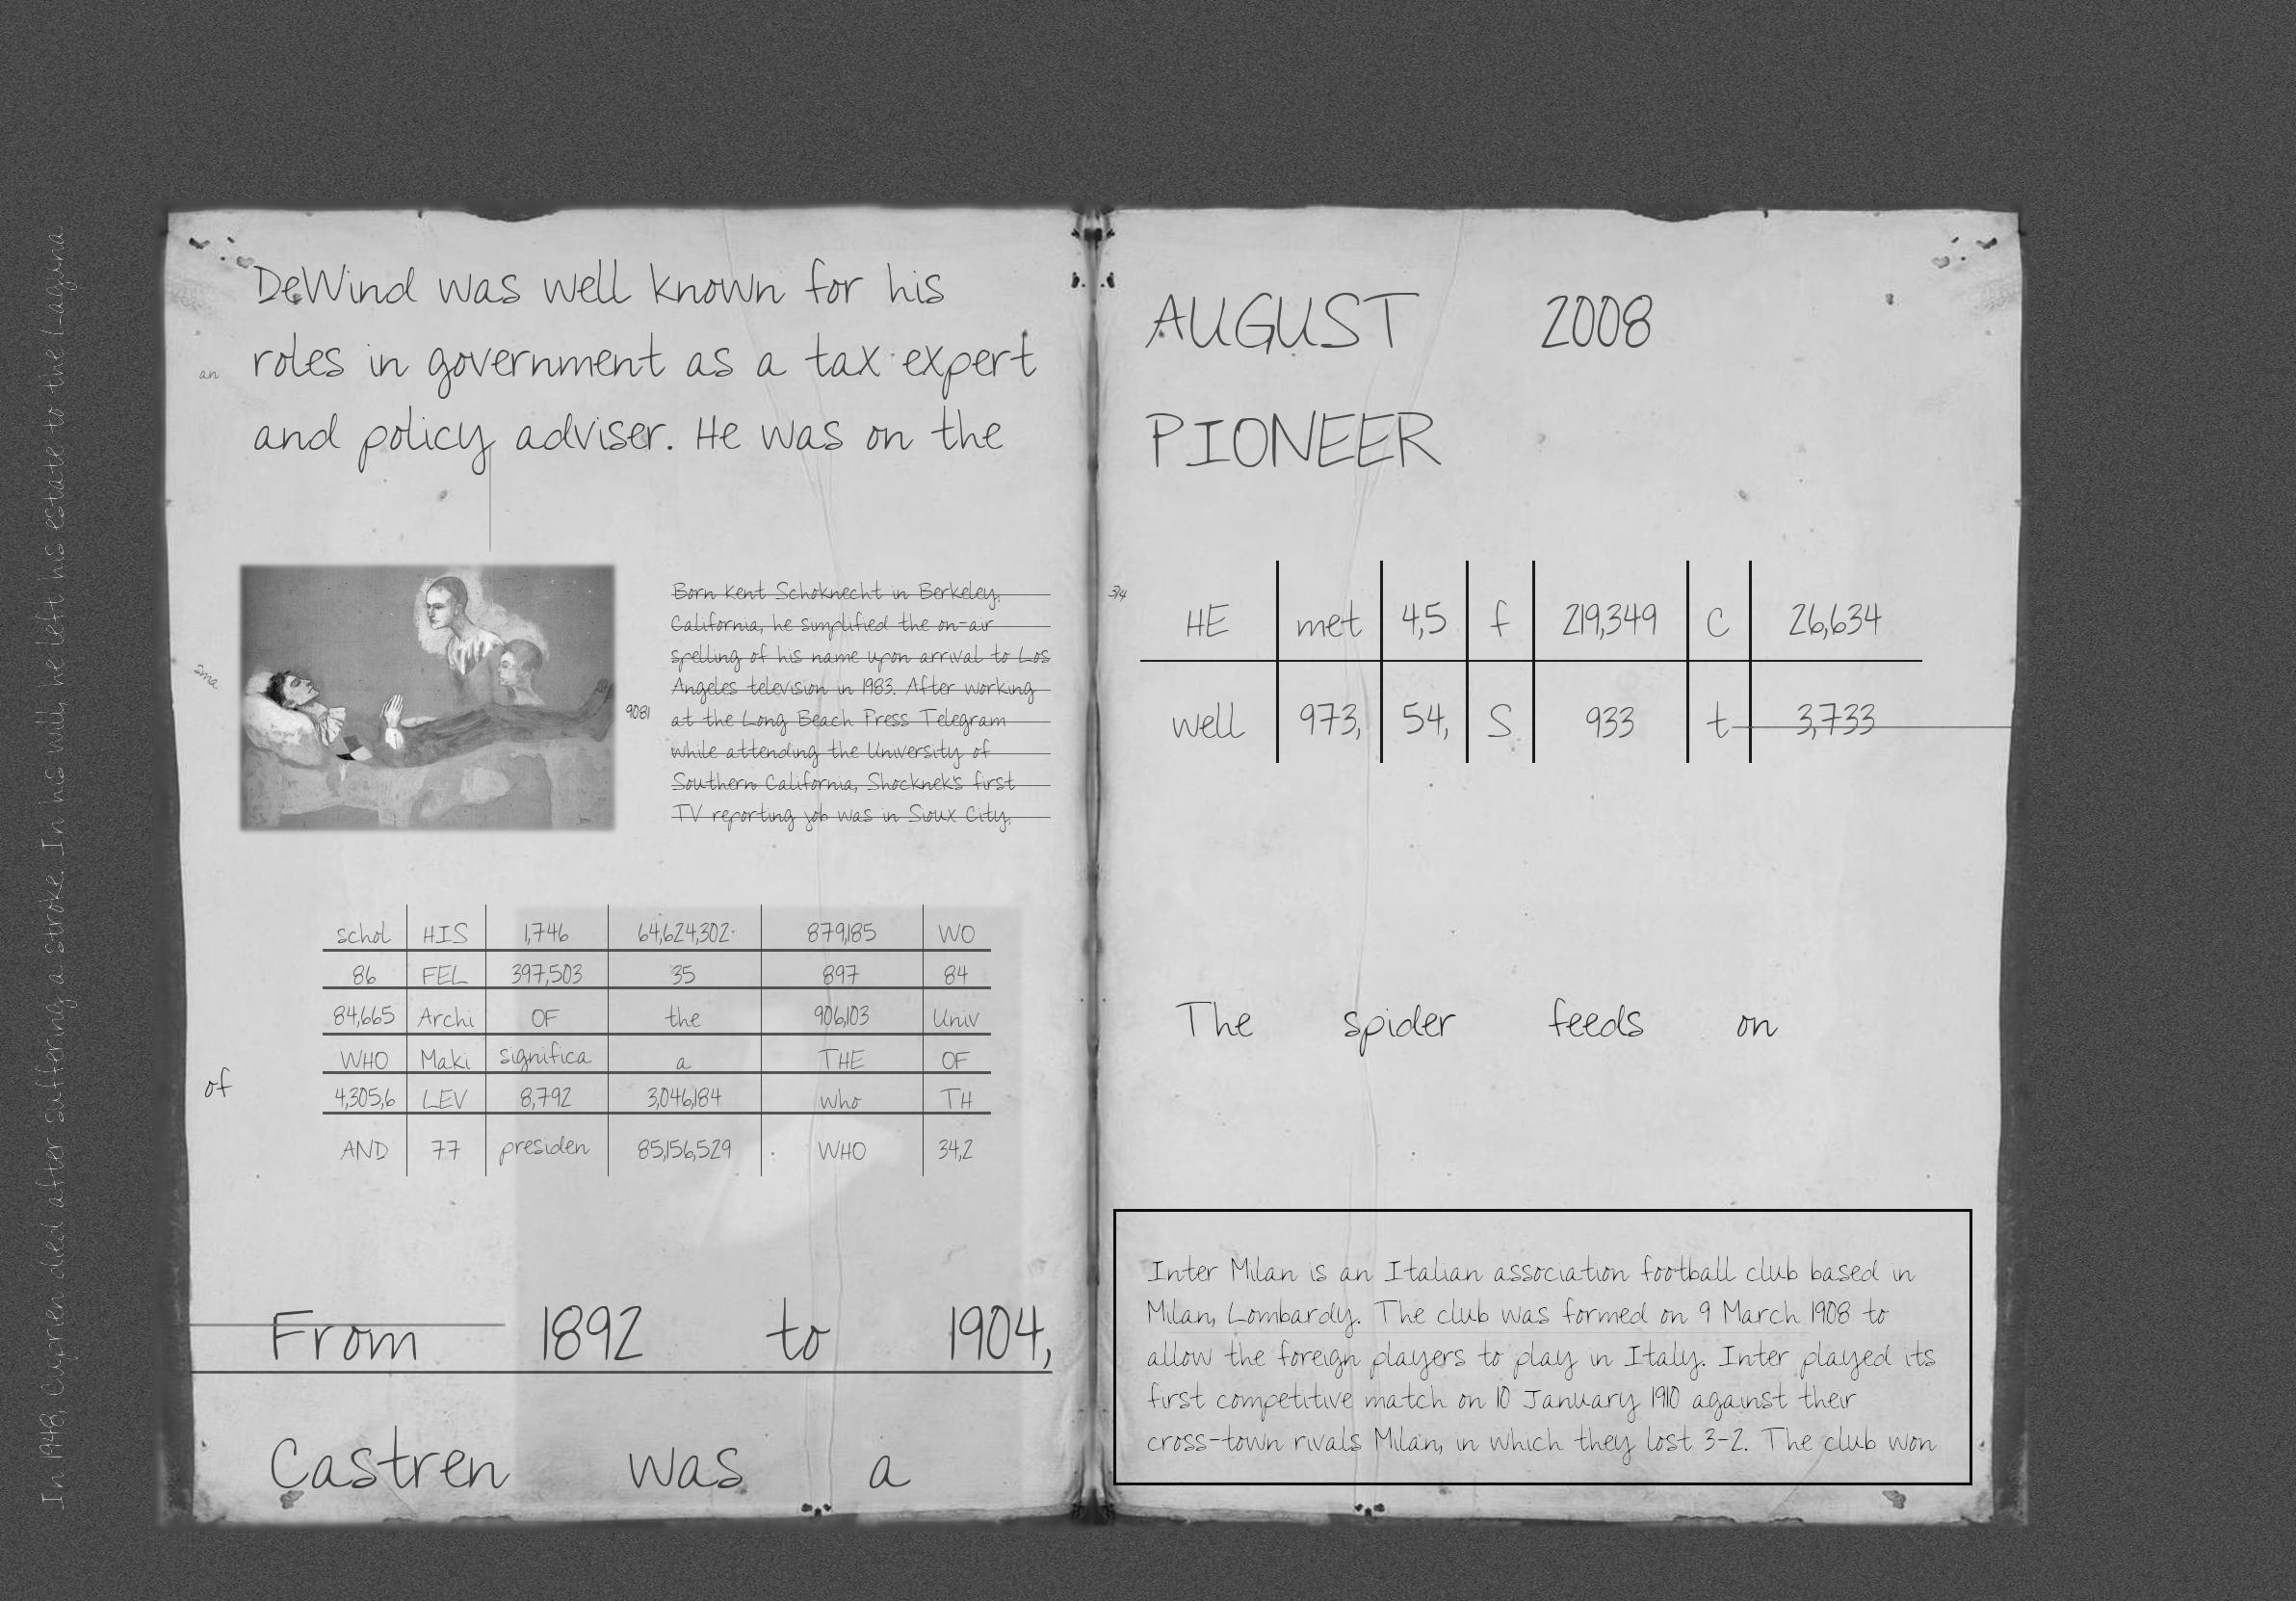 In 1948, Cuprien died after suffering a stroke. In his will, he left his estate to the Laguna
DeWind was well known for his
roles in government as a tax expert
and policy adviser. He was on the
an
2ma
9081
Born Kent Schoknecht in Berkeley,
California, he simplified the on-air
spelling of his name upon arrival to Los
Angeles television in 1983. After working
at the Long Beach Press Telegram
while attending the University of
Southern California, Shocknek's first
TV reporting job was in Sioux City,
schol HIS 1,746 64,624,302 879,185 WO
86 FEL 397,503 35 897 84
84,665 Archi OF the 906,103 Univ
WHO Maki significa a THE OF
4,305,6 LEV 8,792 3,046,184 who TH
AND 77 presiden 85,156,529 WHO 34,2
of
From 1892 to 1904,
Castren was a
AUGUST 2008
PIONEER
314
HE met 4,5 f 219,349 C 26,634
well 973, 54, S 933 t 3,733
The spider feeds on
Inter Milan is an Italian association football club based in
Milan, Lombardy. The club was formed on 9 March 1908 to
allow the foreign players to play in Italy. Inter played its
first competitive match on 10 January 1910 against their
cross-town rivals Milan, in which they lost 3-2. The club won